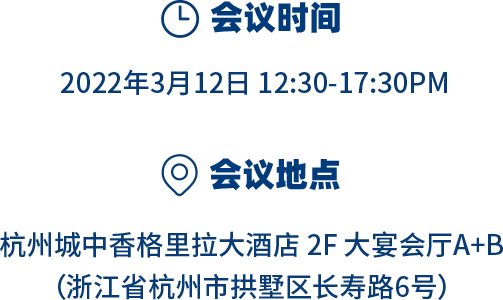 会议时间
2022年3月12日 12:30-17:30PM
会议地点
杭州城中香格里拉大酒店 2F 大宴会厅A+B
（浙江省杭州市拱墅区长寿路6号）